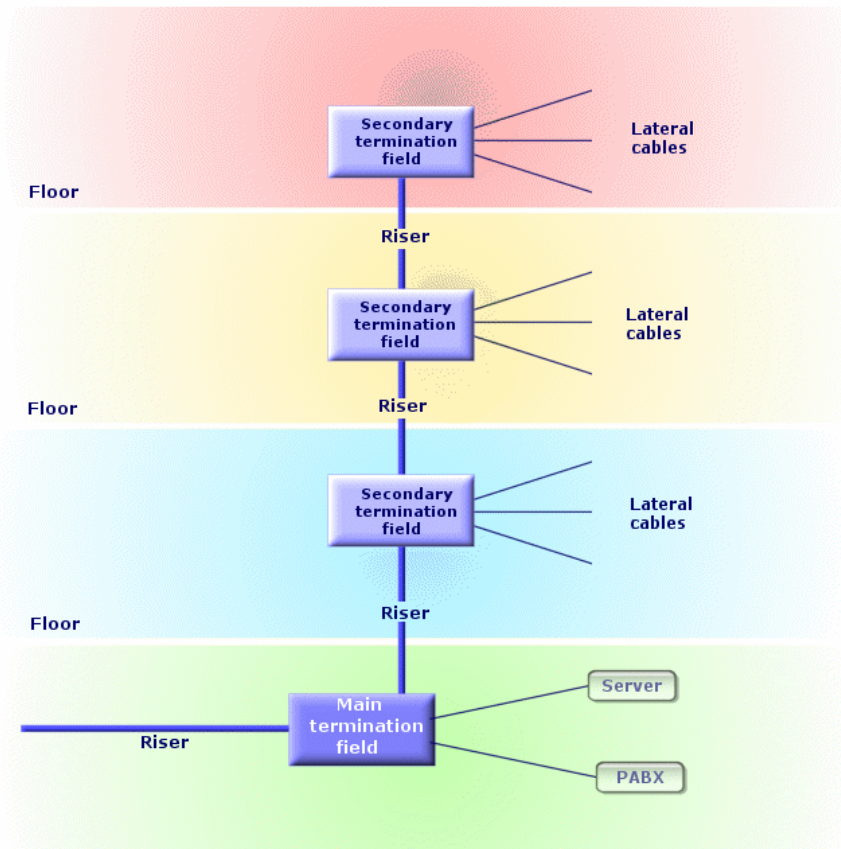 Secondary
termination
field
Lateral
cables
Floor
Riser
Secondary
termination
field
Lateral
cables
Floor
Riser
Secondary
termination
field
Lateral
cables
Riser
Floor
Main
termination
field
Server
Riser
PABX